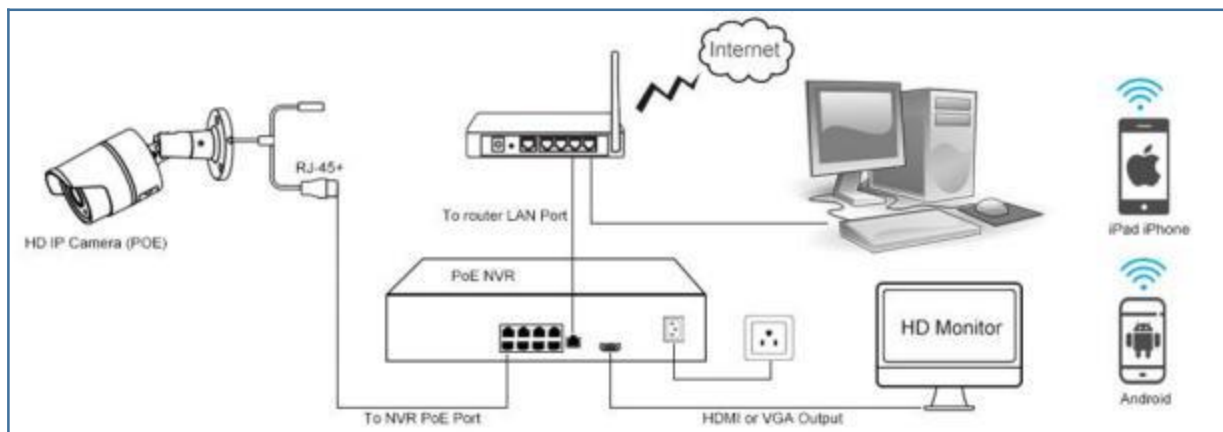 Internet
RJ-45+
To router LAN Port
HD IP Camera (POE)
iPad iPhone
PoE NVR
HD Monitor
To NVR PoE Port
HDMI or VGA Output
Android